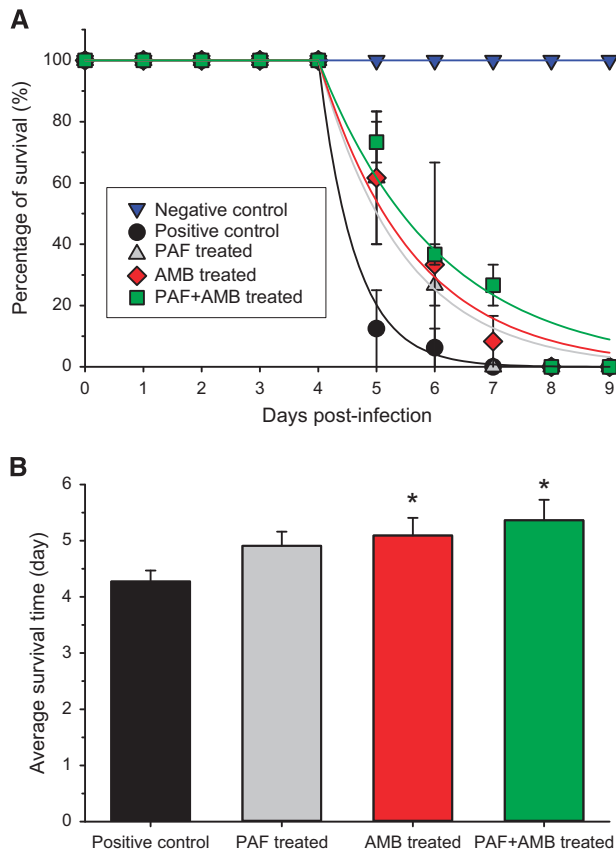 A
Percentage of survival (%)
100
80
60
40
20
0
Negative control
Positive control
PAF treated
AMB treated
PAF+AMB treated
0 1 2 3 4 5 6 7 8 9
Days post-infection
B
Average survival time (day)
6
5
4
3
2
1
0
* *
Positive control PAF treated AMB treated PAF+AMB treated